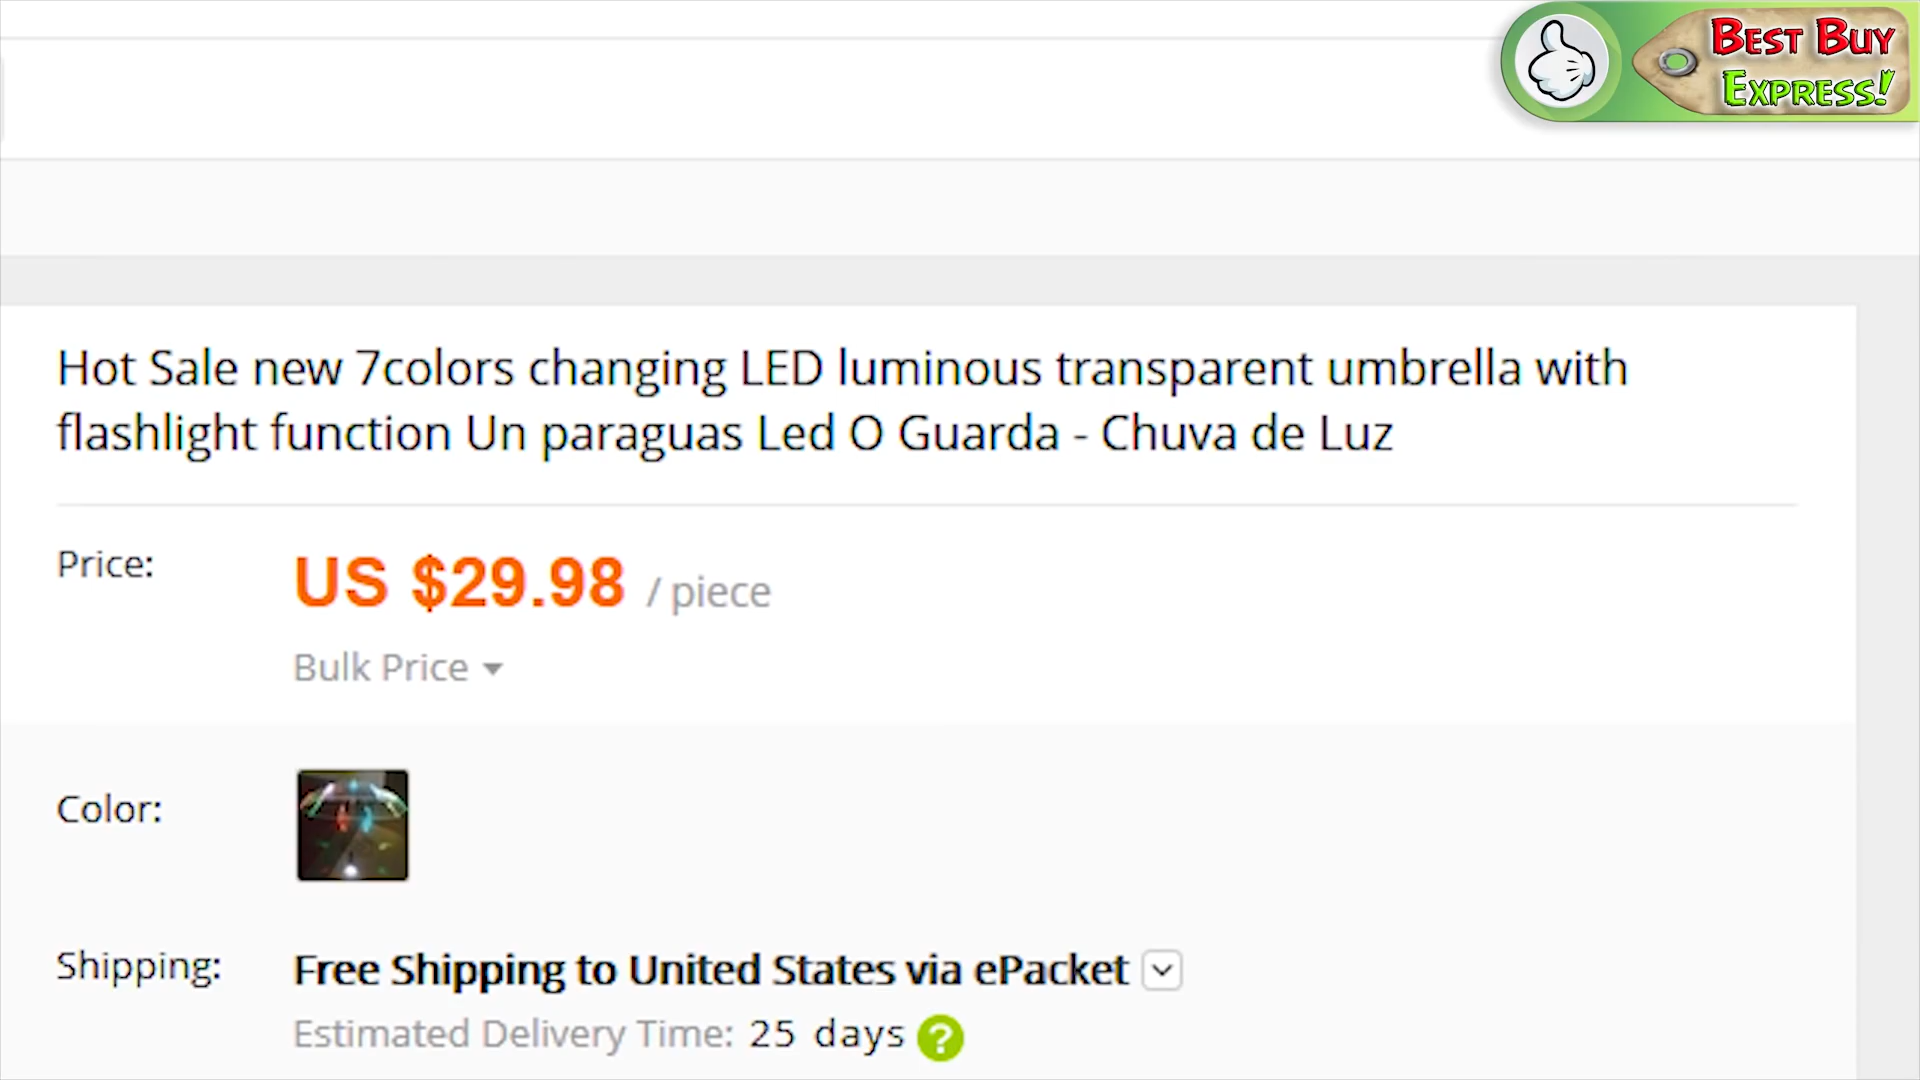 Best Buy
Express!
Hot Sale new 7colors changing LED luminous transparent umbrella with
flashlight function Un paraguas Led O Guarda - Chuva de Luz
Price:
US $29.98 / piece
Bulk Price
Color:
Shipping:
Free Shipping to United States via ePacket
Estimated Delivery Time: 25 days ?